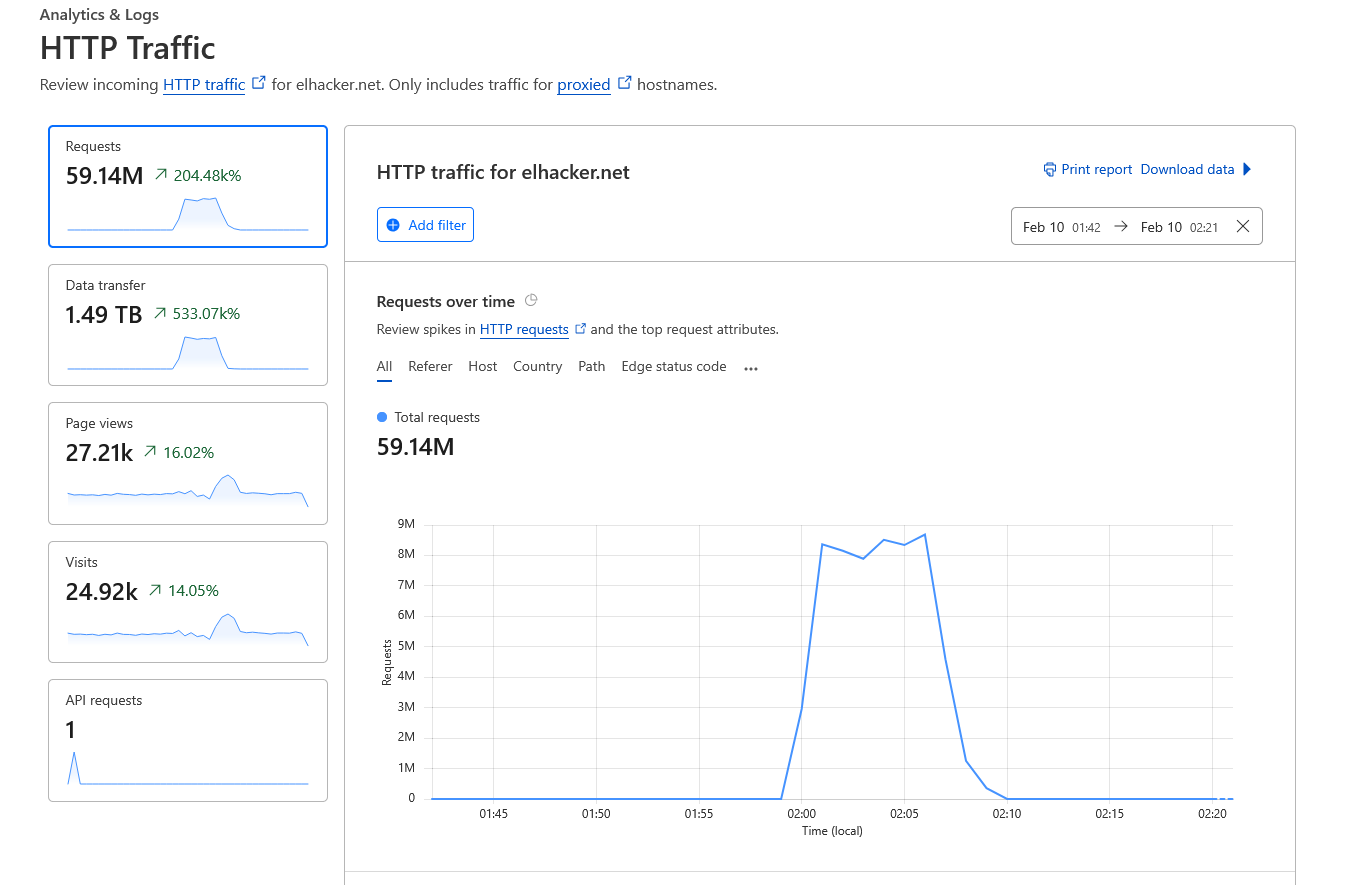 Analytics & Logs
HTTP Traffic
Review incoming HTTP traffic for elhacker.net. Only includes traffic for proxied hostnames.
Requests
59.14M 204.48k%
Data transfer
1.49 TB 533.07k%
Page views
27.21k 16.02%
Visits
24.92k 14.05%
API requests
1
HTTP traffic for elhacker.net
Print report Download data
Add filter
Feb 10 01:42 → Feb 10 02:21
Requests over time
Review spikes in HTTP requests and the top request attributes.
All Referer Host Country Path Edge status code ...
Total requests
59.14M
Requests
9M
8M
7M
6M
5M
4M
3M
2M
1M
0
01:45 01:50 01:55 02:00 02:05 02:10 02:15 02:20
Time (local)